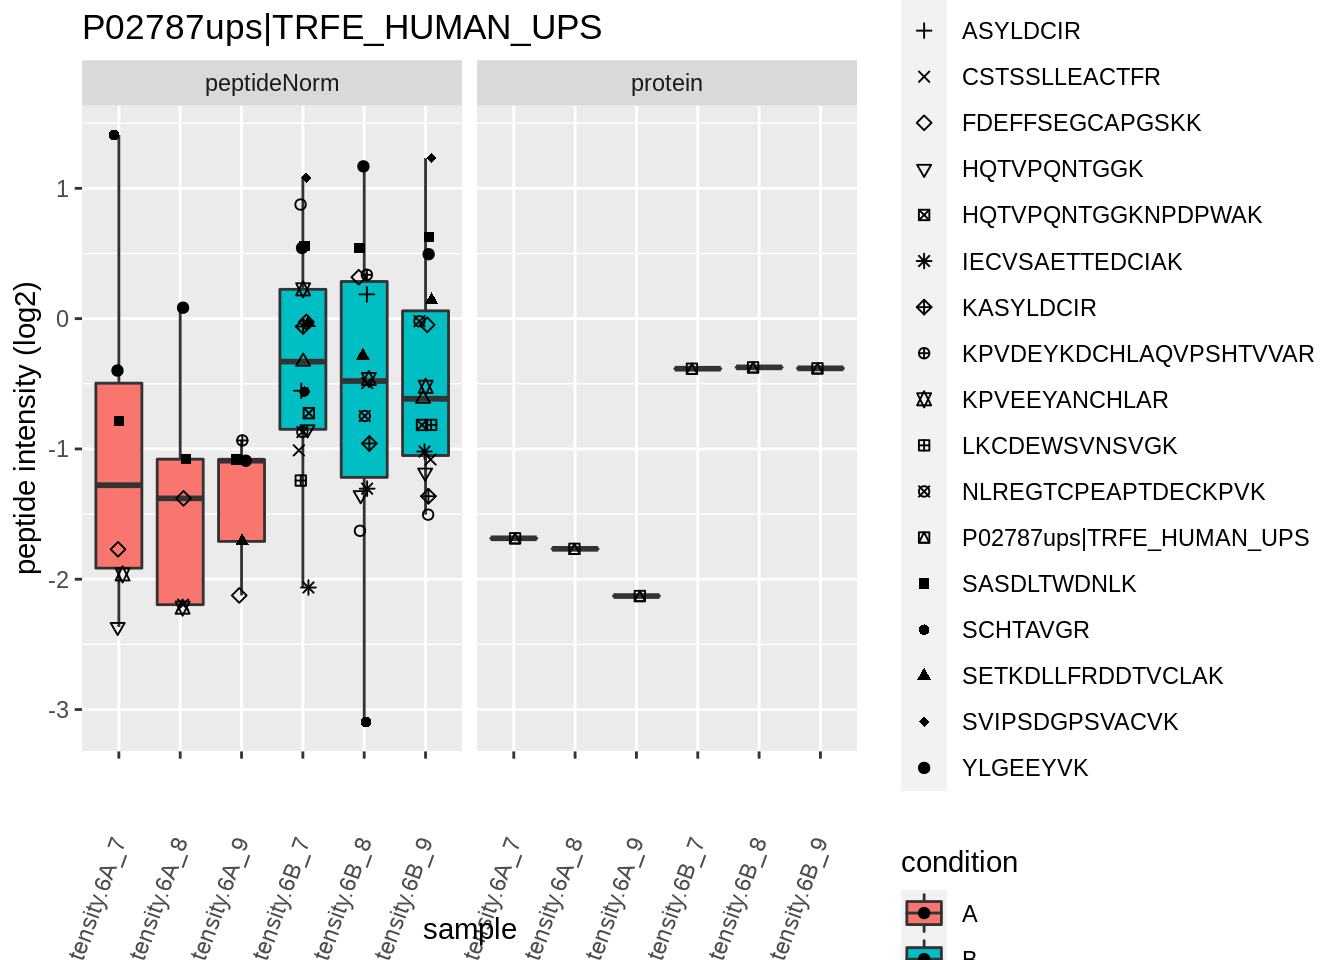 P02787ups|TRFE_HUMAN_UPS
peptideNorm
protein
peptide intensity (log2)
1
0
-1
-2
-3
tensity.6A_7
tensity.6A_8
tensity.6A_9
tensity.6B_7
tensity.6B_8
tensity.6B_9
tensity.6A_7
tensity.6A_8
tensity.6A_9
tensity.6B_7
tensity.6B_8
tensity.6B_9
sample
ASYLDCIR
CSTSSLLEACTFR
FDEFFSEGCAPGSKK
HQTVPQNTGGK
HQTVPQNTGGKNPDPWAK
IECVSAETTEDCIAK
KASYLDCIR
KPVDEYKDCHLAQVPSHTVVAR
KPVEEYANCHLAR
LKCDEWSVNSVGK
NLREGTCPEAPTDECKPVK
P02787ups|TRFE_HUMAN_UPS
SASDLTWDNLK
SCHTAVGR
SETKDLLFRDDTVCLAK
SVIPSDGPSVACVK
YLGEEYVK
condition
A
B